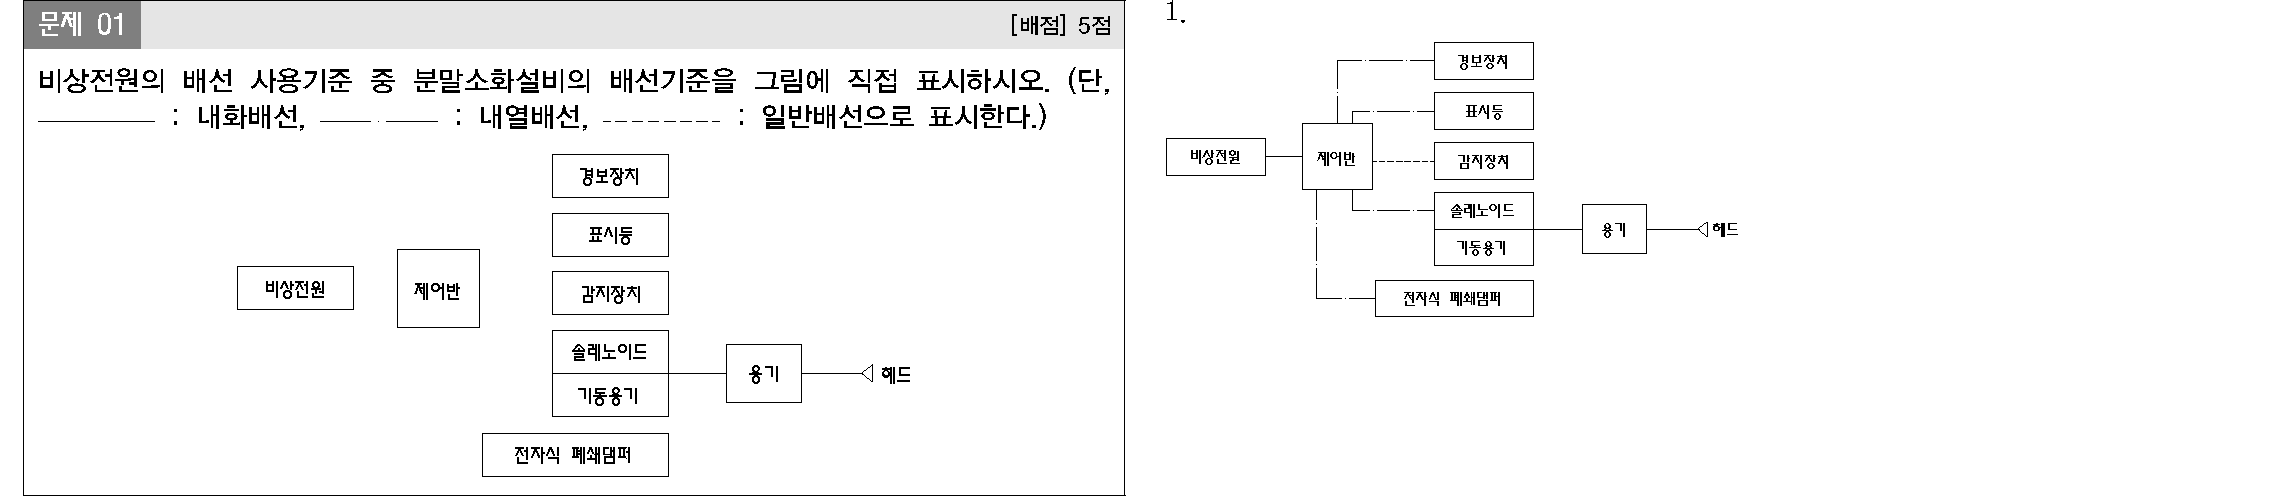 문제 01
[배점] 5점
비상전원의 배선 사용기준 중 분말소화설비의 배선기준을 그림에 직접 표시하시오. (단,
: 내화배선, : 내열배선, : 일반배선으로 표시한다.)
경보장치
표시등
비상전원
제어반
감지장치
솔레노이드
기동용기
용기
헤드
전자식 폐쇄댐퍼
1.
경보장치
표시등
비상전원
제어반
감지장치
솔레노이드
기동용기
용기
헤드
전자식 폐쇄댐퍼